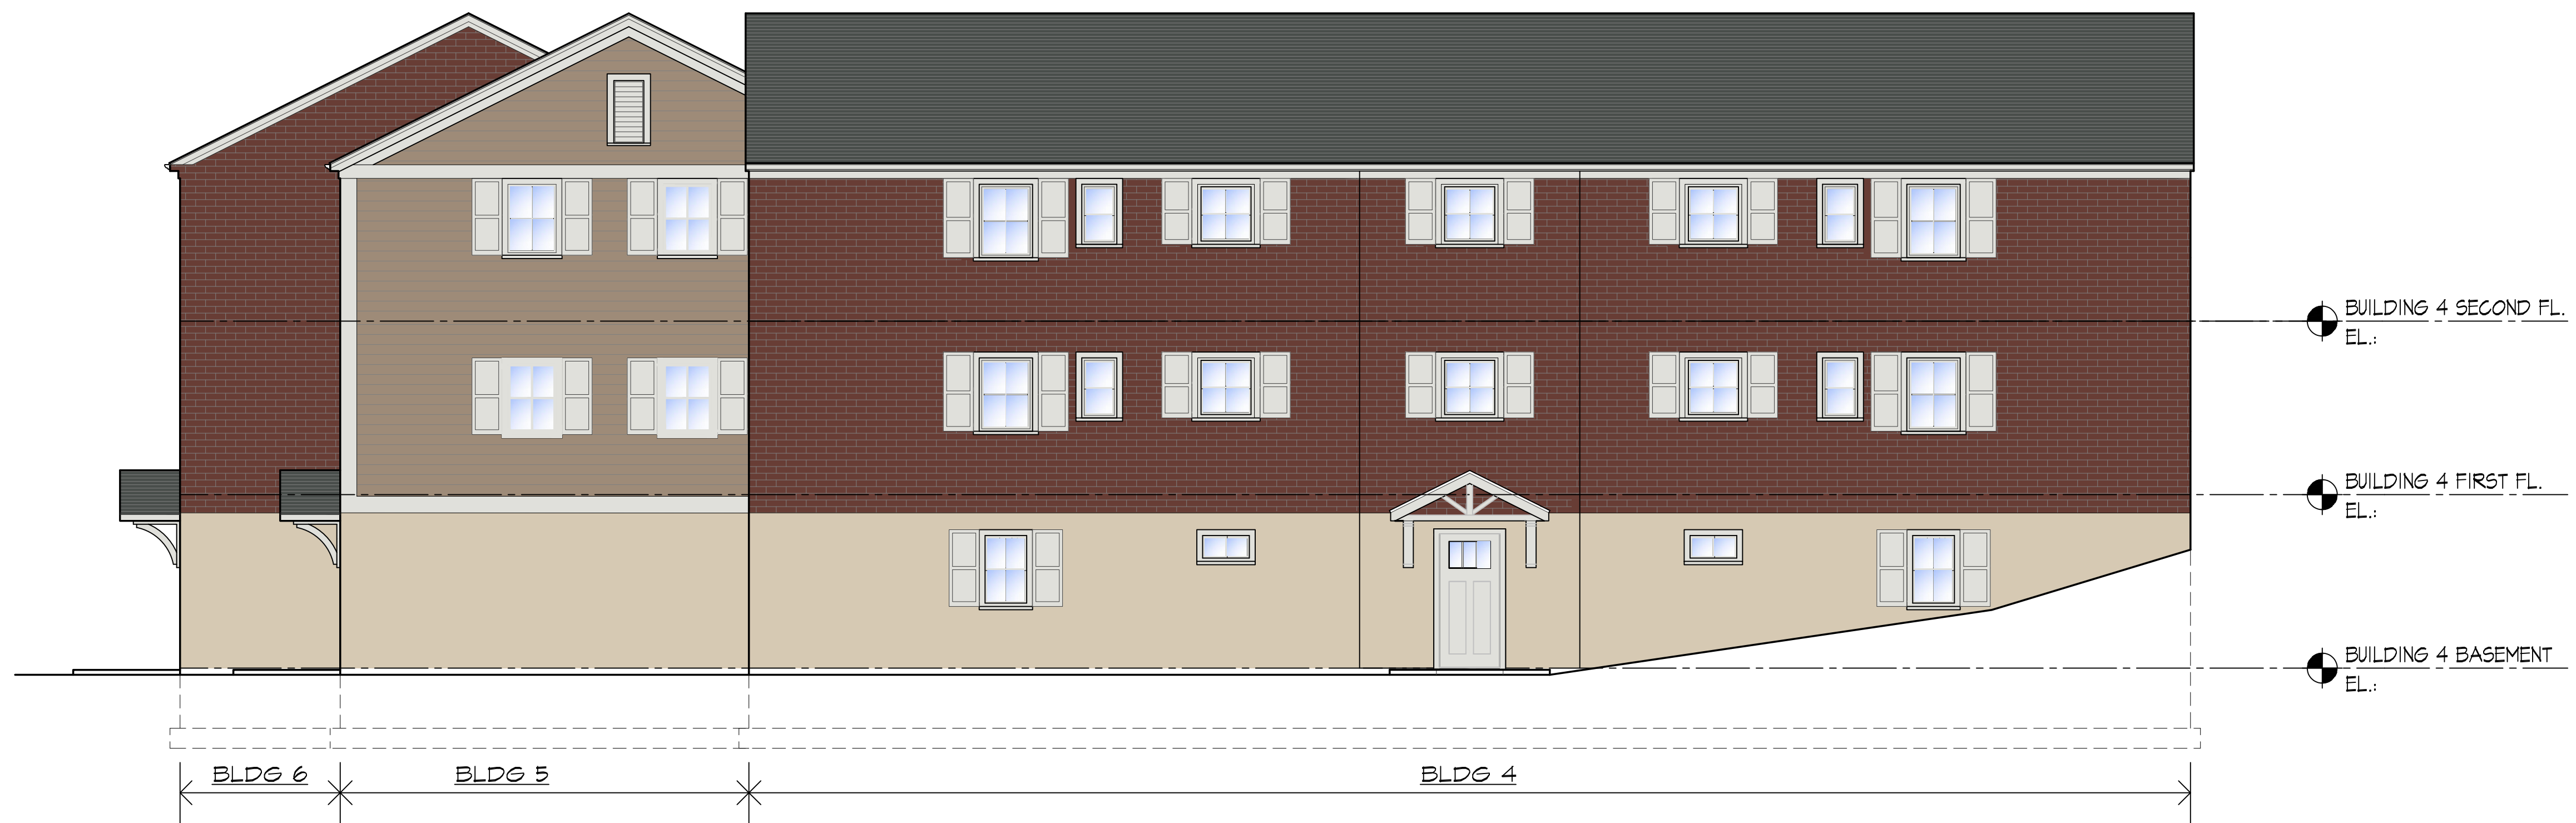 BUILDING 4 SECOND FL.
EL.:
BUILDING 4 FIRST FL.
EL.:
BUILDING 4 BASEMENT
EL.:
BLDG 6
BLDG 5
BLDG 4